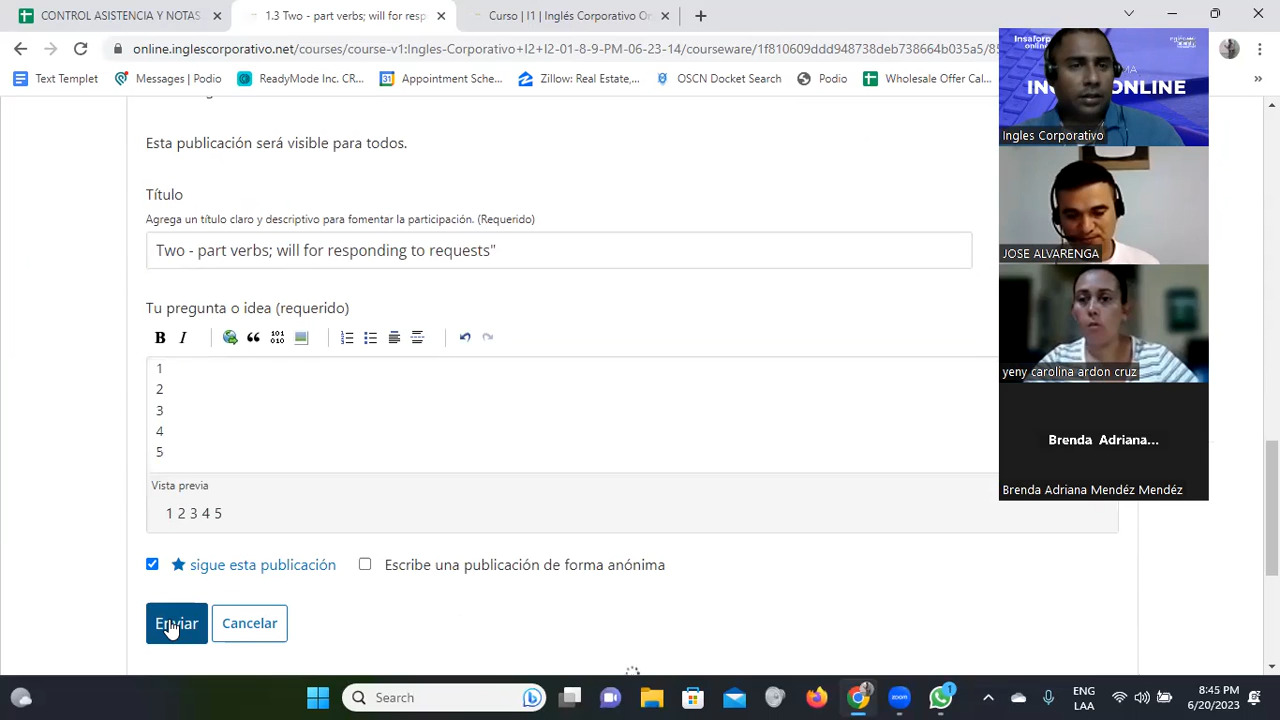 CONTROL ASISTENCIA Y NOTAS
1.3 Two - part verbs; will for resp
Curso | I1 | Inglés Corporativo On
online.inglescorporativo.net/courses/course-v1:Ingles-Corporativo+I2+I2-01-8-9-PM-06-23-14/courseware/1f810609ddd948738deb738664b035a5/85
Text Templet
Messages | Podio
ReadyMode Inc. CR...
Appointment Sche...
Zillow: Real Estate,...
OSCN Docket Search
Podio
Wholesale Offer Cal...
»
Esta publicación será visible para todos.
Título
Agrega un título claro y descriptivo para fomentar la participación. (Requerido)
Two - part verbs; will for responding to requests"
Tu pregunta o idea (requerido)
B I
1
2
3
4
5
Vista previa
1 2 3 4 5
sigue esta publicación
Escribe una publicación de forma anónima
Enviar
Cancelar
Insaforp
online
ONLINE
Ingles Corporativo
JOSE ALVARENGA
yeny carolina ardon cruz
Brenda Adriana...
Brenda Adriana Mendéz Mendéz
Search
1
ENG
LAA
8:45 PM
6/20/2023